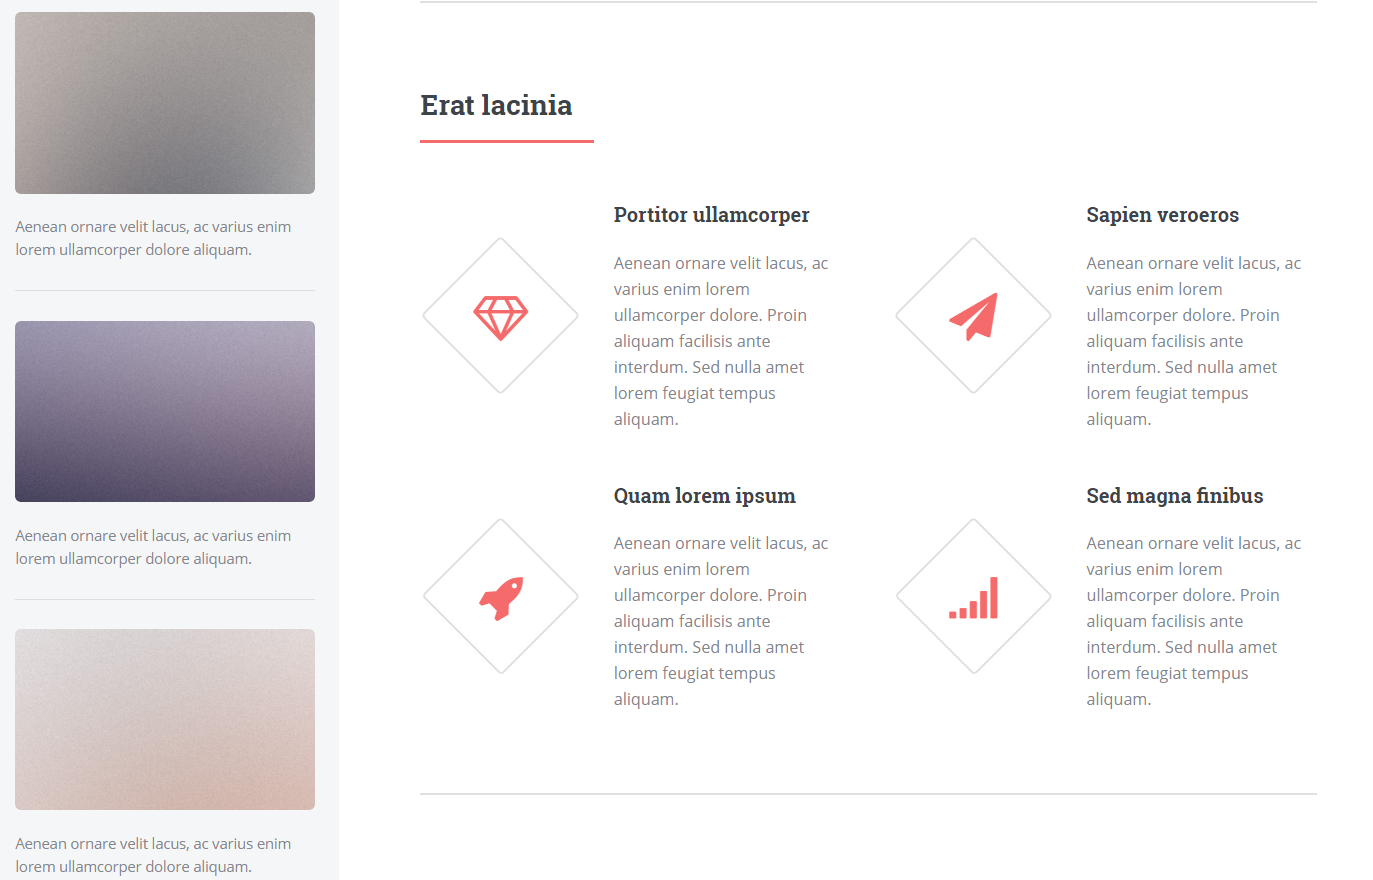 Aenean ornare velit lacus, ac varius enim
lorem ullamcorper dolore aliquam.
Aenean ornare velit lacus, ac varius enim
lorem ullamcorper dolore aliquam.
Aenean ornare velit lacus, ac varius enim
lorem ullamcorper dolore aliquam.
Erat lacinia
Portitor ullamcorper
Aenean ornare velit lacus, ac
varius enim lorem
ullamcorper dolore. Proin
aliquam facilisis ante
interdum. Sed nulla amet
lorem feugiat tempus
aliquam.
Sapien veroeros
Aenean ornare velit lacus, ac
varius enim lorem
ullamcorper dolore. Proin
aliquam facilisis ante
interdum. Sed nulla amet
lorem feugiat tempus
aliquam.
Quam lorem ipsum
Aenean ornare velit lacus, ac
varius enim lorem
ullamcorper dolore. Proin
aliquam facilisis ante
interdum. Sed nulla amet
lorem feugiat tempus
aliquam.
Sed magna finibus
Aenean ornare velit lacus, ac
varius enim lorem
ullamcorper dolore. Proin
aliquam facilisis ante
interdum. Sed nulla amet
lorem feugiat tempus
aliquam.